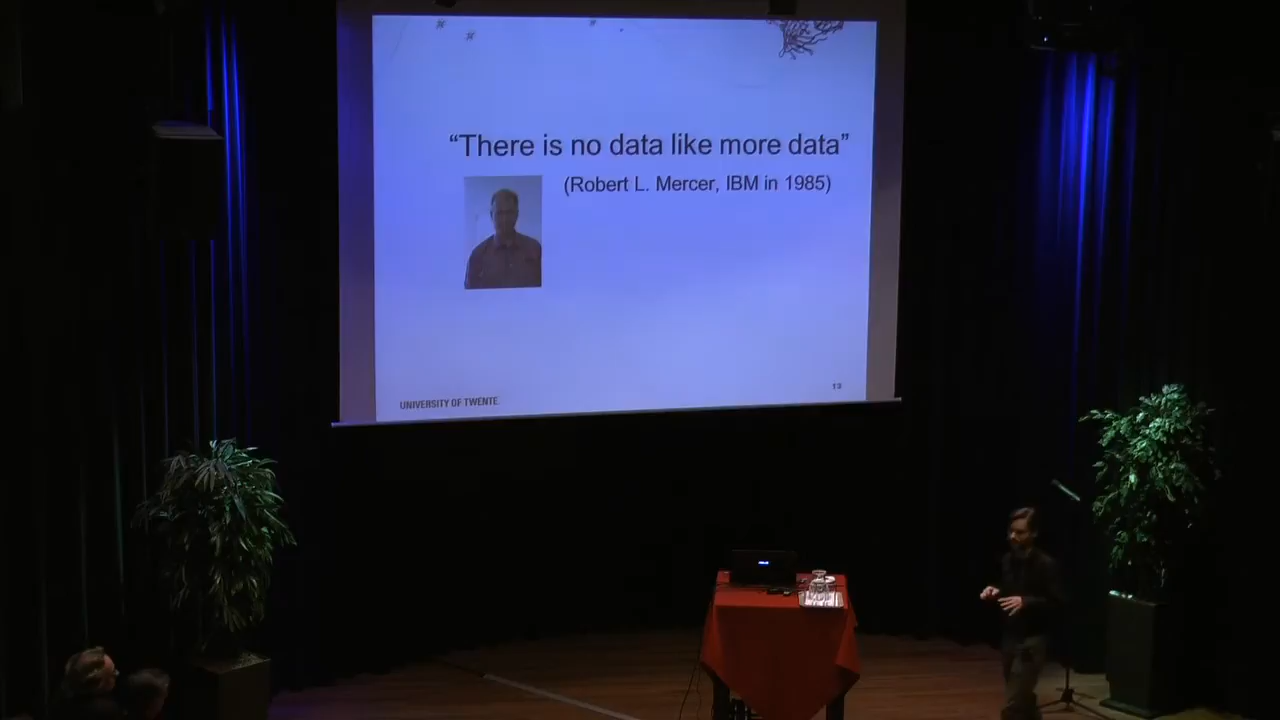 “There is no data like more data”
(Robert L. Mercer, IBM in 1985)
13
UNIVERSITY OF TWENTE